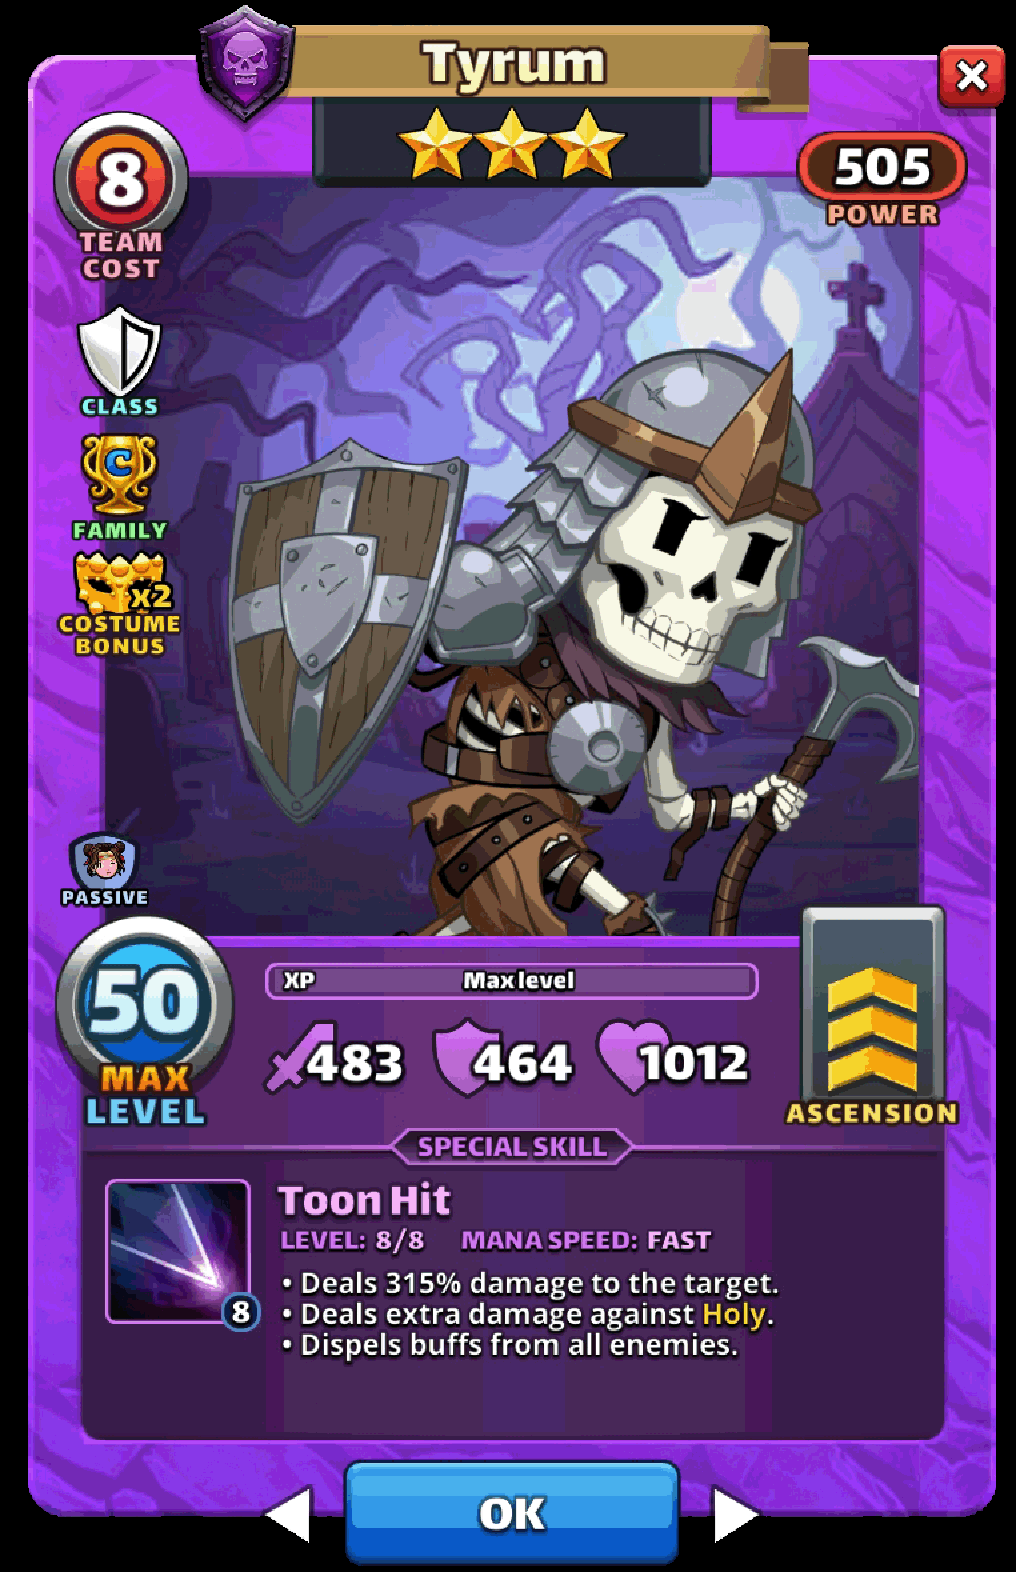 Tyrum
8
TEAM
COST
505
POWER
CLASS
C
FAMILY
x2
COSTUME
BONUS
PASSIVE
50
MAX
LEVEL
XP Max level
483 464 1012
ASCENSION
SPECIAL SKILL
Toon Hit
LEVEL: 8/8 MANA SPEED: FAST
8
• Deals 315% damage to the target.
• Deals extra damage against Holy.
• Dispels buffs from all enemies.
OK